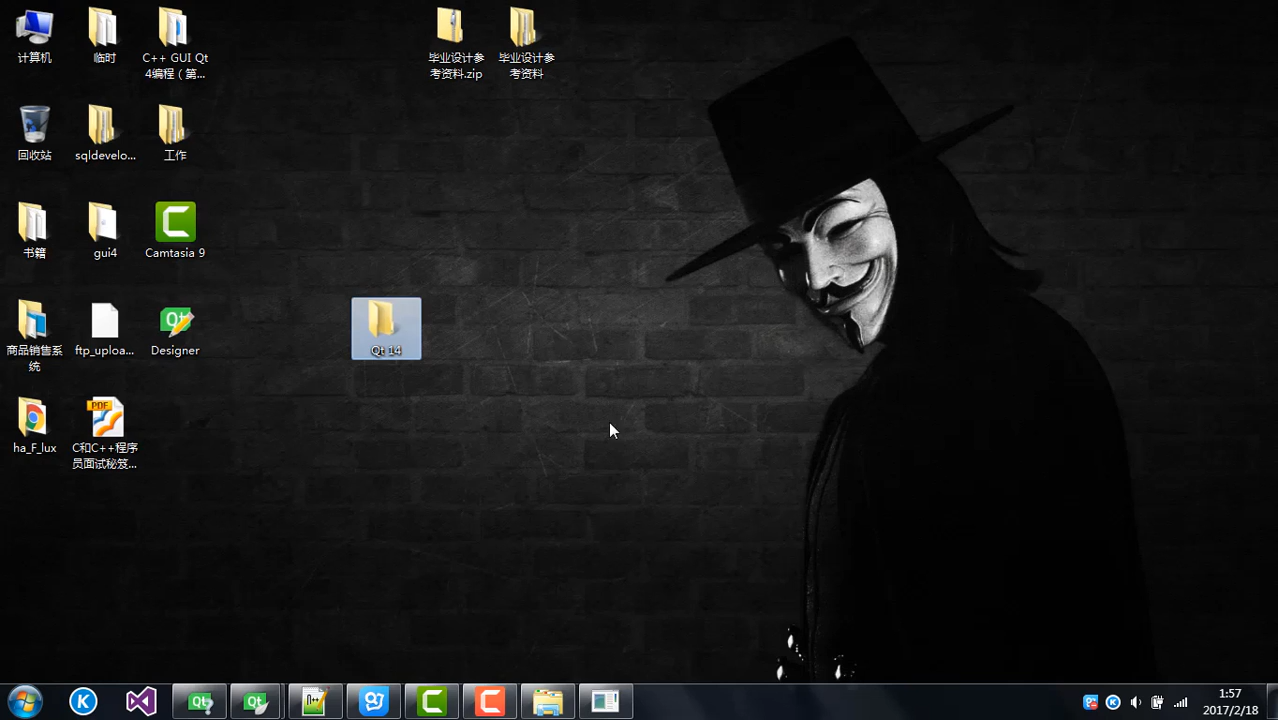 计算机
临时
C++ GUI Qt
4编程（第...
毕业设计参
考资料.zip
毕业设计参
考资料
回收站
sqldevelo...
工作
书籍
gui4
Camtasia 9
商品销售系
统
ftp_uploa...
Designer
Qt 14
ha_F_lux
C和C++程序
员面试秘笈...
1:57
2017/2/18